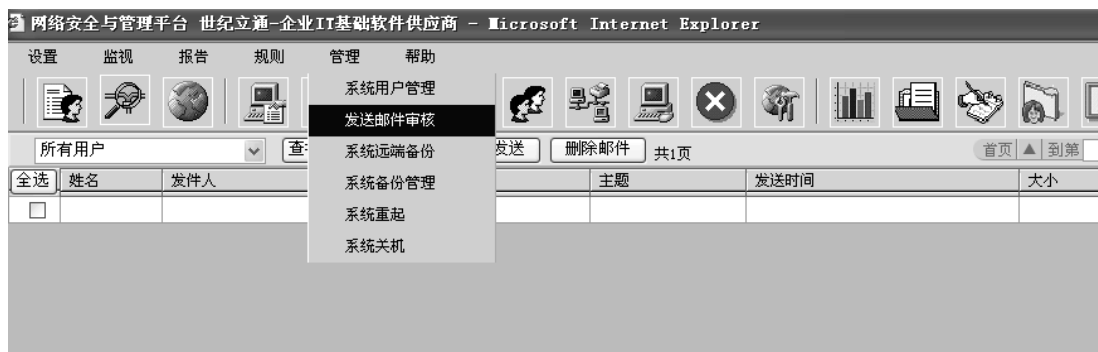 网络安全与管理平台 世纪立通-企业IT基础软件供应商 - Microsoft Internet Explorer
设置 监视 报告 规则 管理 帮助
系统用户管理
发送邮件审核
系统远端备份
系统备份管理
系统重起
系统关机
所有用户 发送 删除邮件 共1页 首页 ▲ 到第
全选 姓名 发件人 主题 发送时间 大小